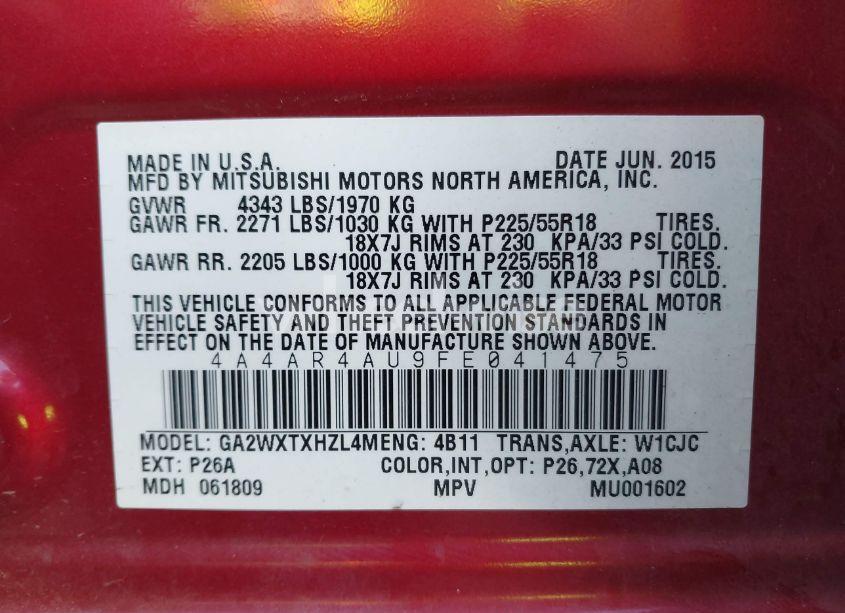 MADE IN U.S.A. DATE JUN. 2015
MFD BY MITSUBISHI MOTORS NORTH AMERICA, INC.
GVWR 4343 LBS/1970 KG
GAWR FR. 2271 LBS/1030 KG WITH P225/55R18 TIRES.
18X7J RIMS AT 230 KPA/33 PSI COLD.
GAWR RR. 2205 LBS/1000 KG WITH P225/55R18 TIRES.
18X7J RIMS AT 230 KPA/33 PSI COLD.
THIS VEHICLE CONFORMS TO ALL APPLICABLE FEDERAL MOTOR
VEHICLE SAFETY AND THEFT PREVENTION STANDARDS IN
EFFECT ON THE DATE OF MANUFACTURE SHOWN ABOVE.
4A4AR4AU9FE041475
MODEL: GA2WXTXHZL4MENG: 4B11 TRANS,AXLE: W1CJC
EXT: P26A COLOR,INT,OPT: P26,72X,A08
MDH 061809 MPV MU001602